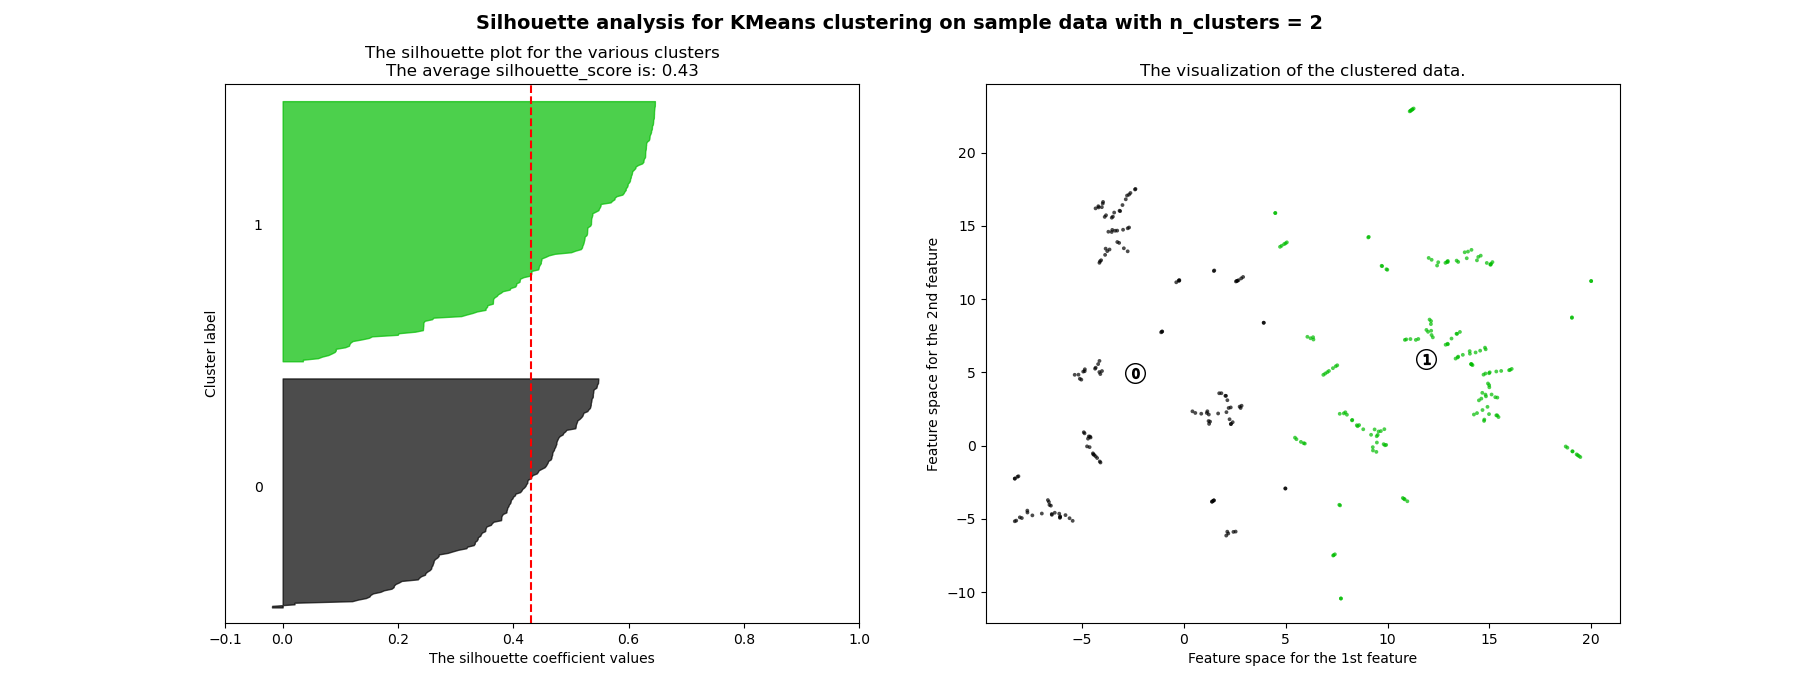 Silhouette analysis for KMeans clustering on sample data with n_clusters = 2
The silhouette plot for the various clusters
The average silhouette_score is: 0.43
1
0
Cluster label
−0.1 0.0 0.2 0.4 0.6 0.8 1.0
The silhouette coefficient values
The visualization of the clustered data.
20
15
10
5
0
−5
−10
Feature space for the 2nd feature
0
1
−5 0 5 10 15 20
Feature space for the 1st feature